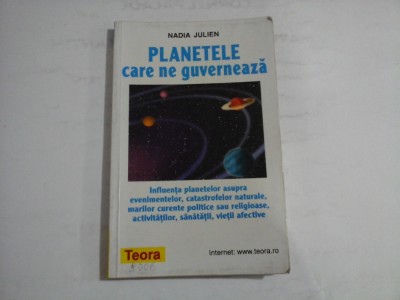 NADIA JULIEN
PLANETELE
care ne guvernează
Influența planetelor asupra
evenimentelor, catastrofelor naturale,
marilor curente politice sau religioase,
activităților, sănătății, vieții afective
Teora
Internet: www.teora.ro